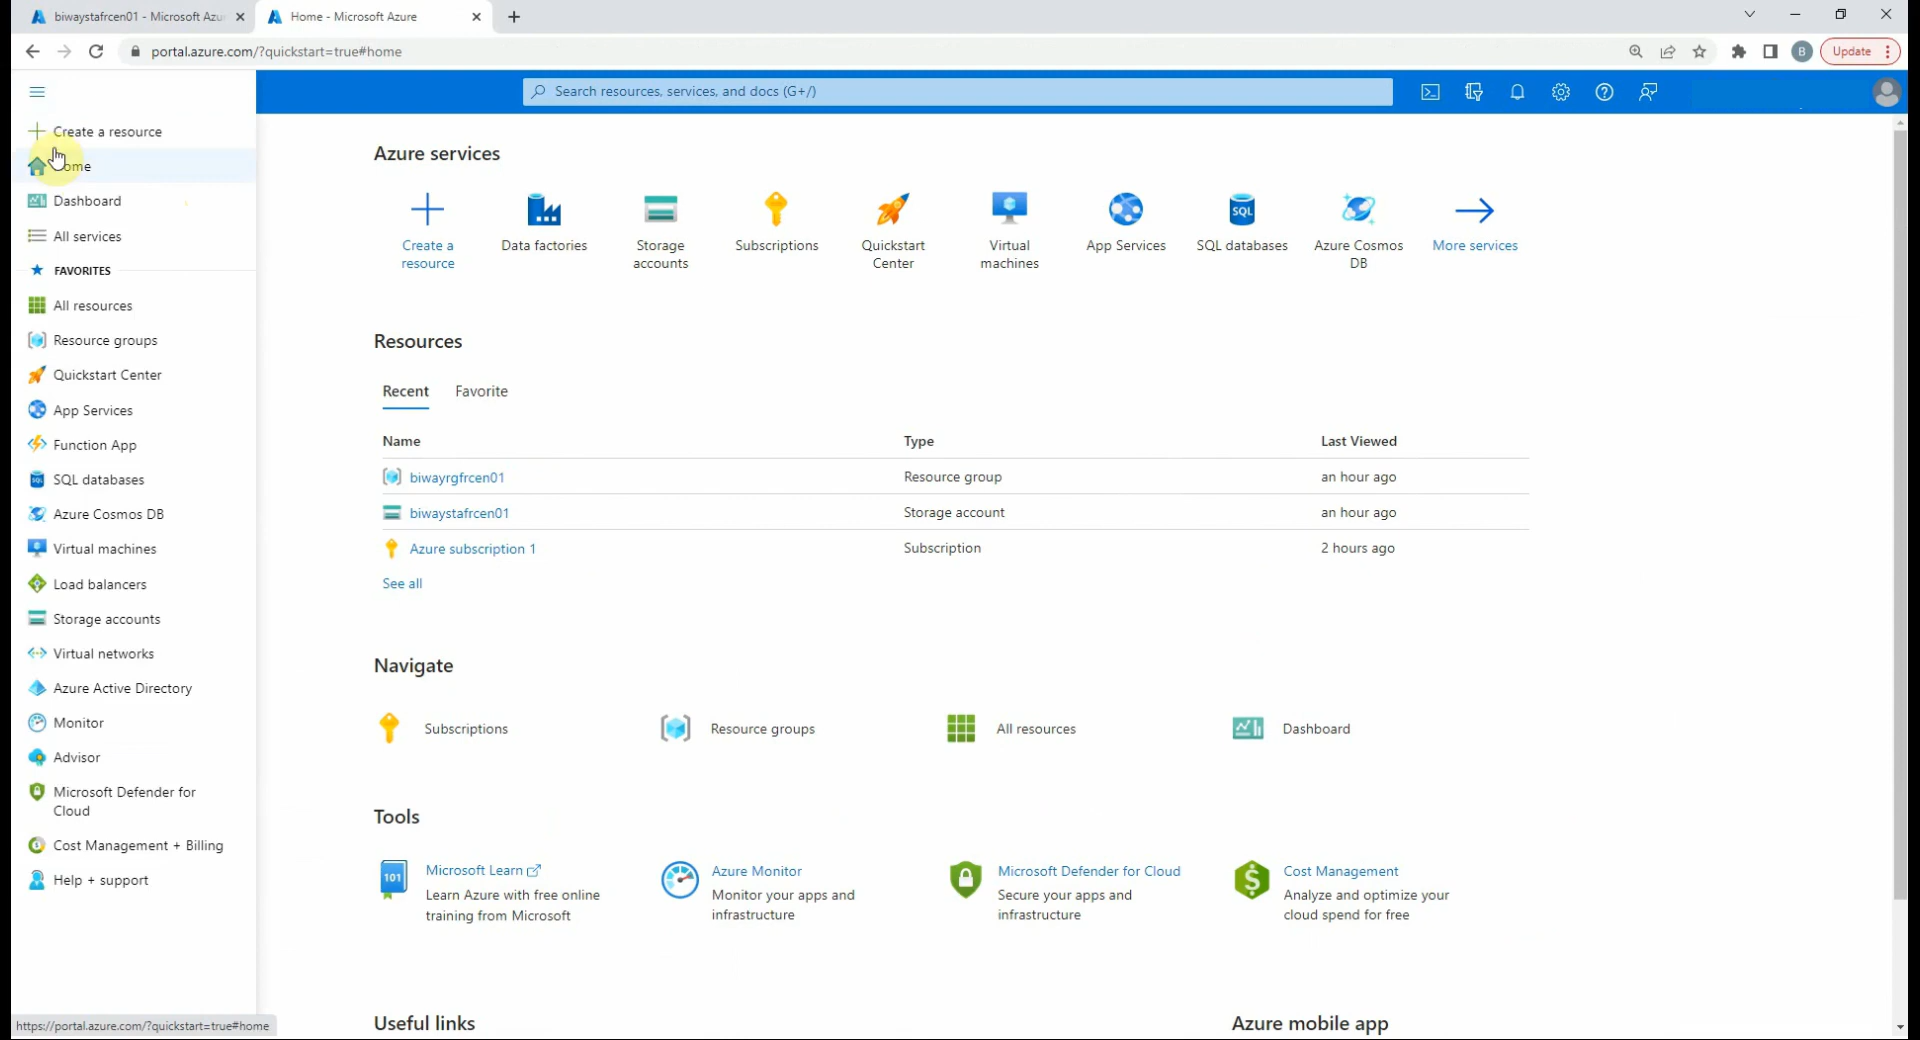 biwaystafrcen01 - Microsoft Azu
Home - Microsoft Azure
portal.azure.com/?quickstart=true#home
B
Update
Search resources, services, and docs (G+/)
Create a resource
Dashboard
All services
FAVORITES
All resources
Resource groups
Quickstart Center
App Services
Function App
SQL databases
Azure Cosmos DB
Virtual machines
Load balancers
Storage accounts
Virtual networks
Azure Active Directory
Monitor
Advisor
Microsoft Defender for
Cloud
Cost Management + Billing
Help + support
https://portal.azure.com/?quickstart=true#home
Azure services
Create a
resource
Data factories
Storage
accounts
Subscriptions
Quickstart
Center
Virtual
machines
App Services
SQL
SQL databases
Azure Cosmos
DB
More services
Resources
Recent Favorite
Name Type Last Viewed
biwayrgfrcen01 Resource group an hour ago
biwaystafrcen01 Storage account an hour ago
Azure subscription 1 Subscription 2 hours ago
See all
Navigate
Subscriptions Resource groups All resources Dashboard
Tools
101
Microsoft Learn
Learn Azure with free online
training from Microsoft
Azure Monitor
Monitor your apps and
infrastructure
Microsoft Defender for Cloud
Secure your apps and
infrastructure
Cost Management
Analyze and optimize your
cloud spend for free
Useful links
Azure mobile app